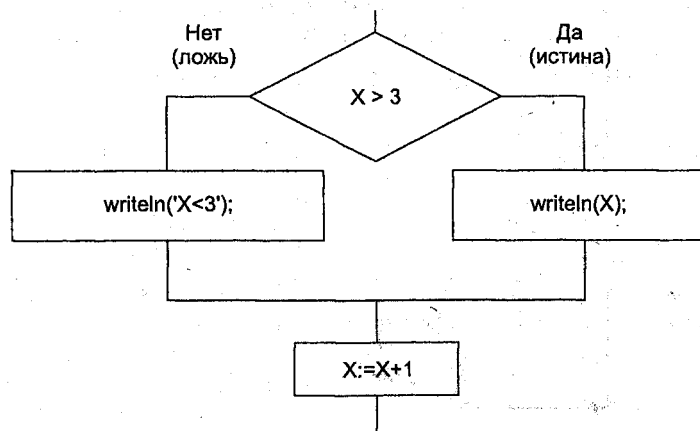 Нет
(ложь)
Да
(истина)
X > 3
writeln('X<3');
writeln(X);
X:=X+1